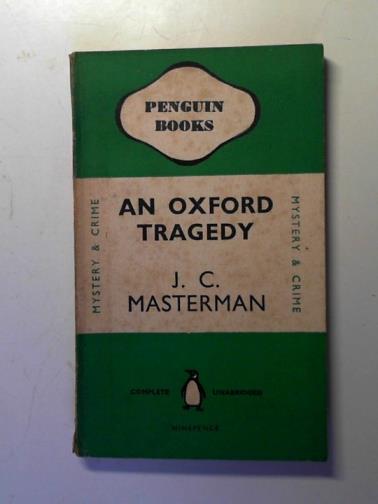 PENGUIN
BOOKS
MYSTERY & CRIME
AN OXFORD
TRAGEDY
J. C.
MASTERMAN
MYSTERY & CRIME
COMPLETE UNABRIDGED
NINEPENCE